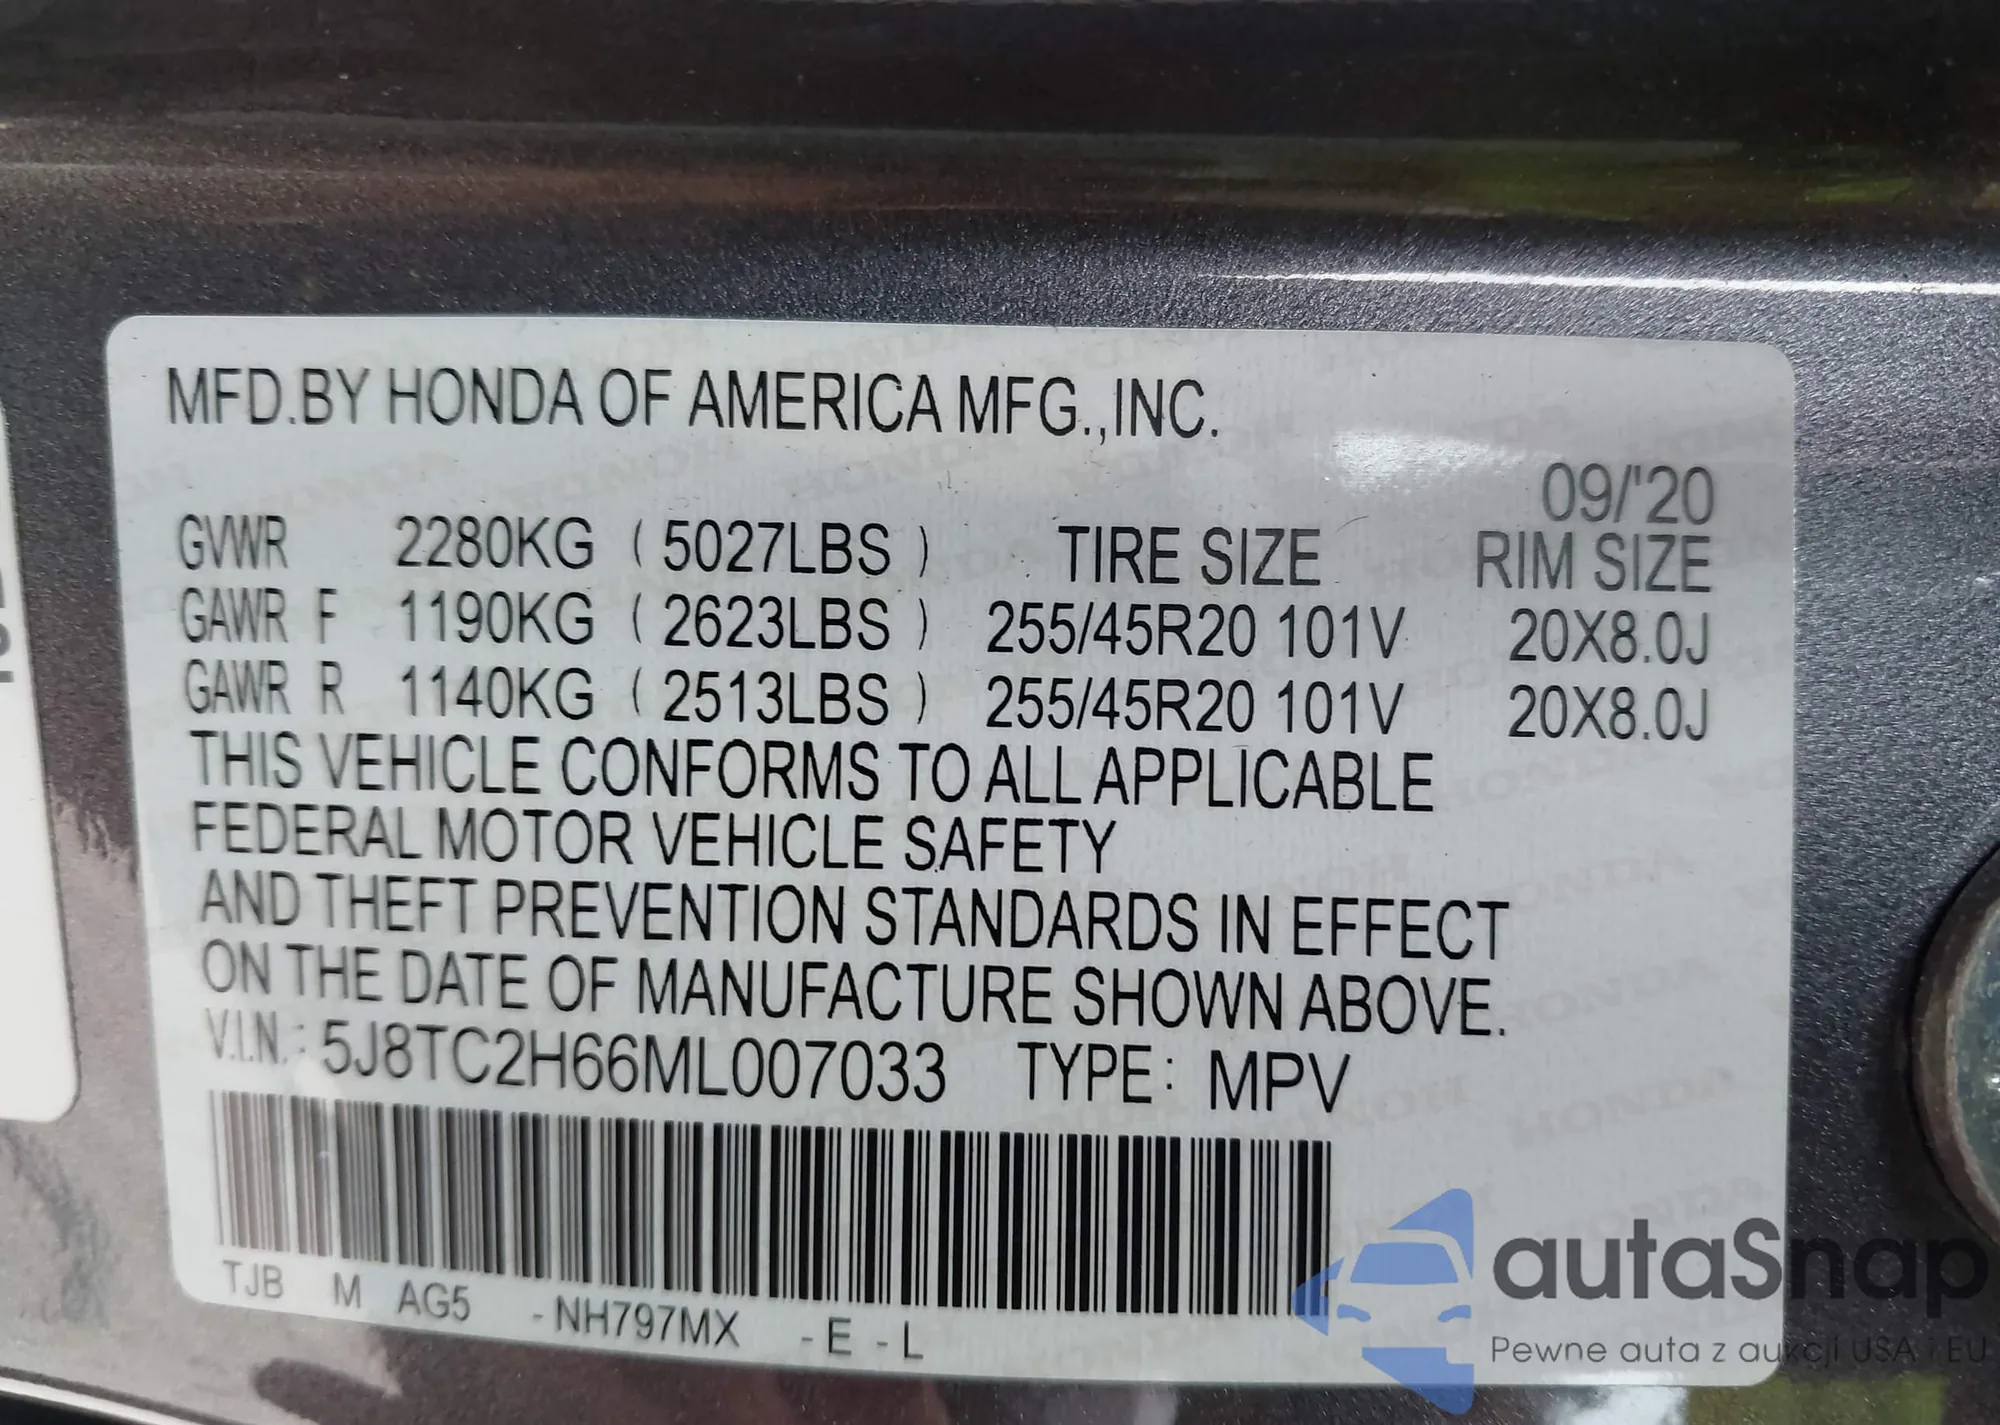 MFD.BY HONDA OF AMERICA MFG.,INC.
09/'20
GVWR 2280KG ( 5027LBS ) TIRE SIZE RIM SIZE
GAWR F 1190KG ( 2623LBS ) 255/45R20 101V 20X8.0J
GAWR R 1140KG ( 2513LBS ) 255/45R20 101V 20X8.0J
THIS VEHICLE CONFORMS TO ALL APPLICABLE
FEDERAL MOTOR VEHICLE SAFETY
AND THEFT PREVENTION STANDARDS IN EFFECT
ON THE DATE OF MANUFACTURE SHOWN ABOVE.
V.I.N.: 5J8TC2H66ML007033 TYPE: MPV
TJB M AG5 -NH797MX -E-L
autaSnap
Pewne auta z aukcji USA i EU